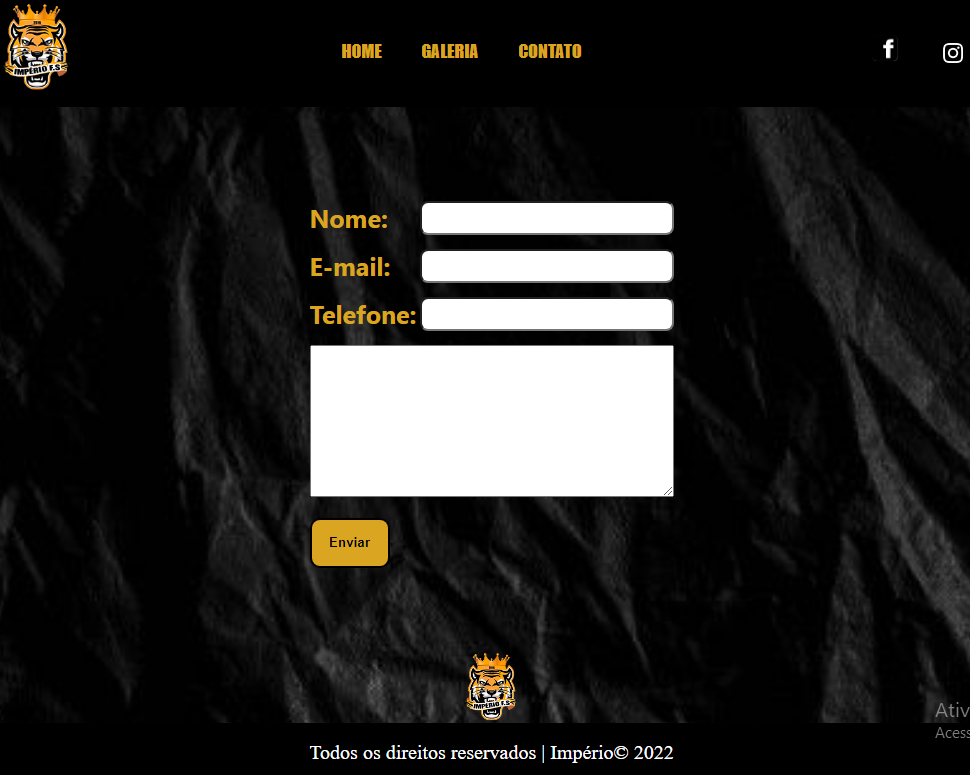 IMPÉRIO F.S
HOME GALERIA CONTATO
Nome:
E-mail:
Telefone:
Enviar
IMPÉRIO F.S
Ativ
Acess
Todos os direitos reservados | Império© 2022